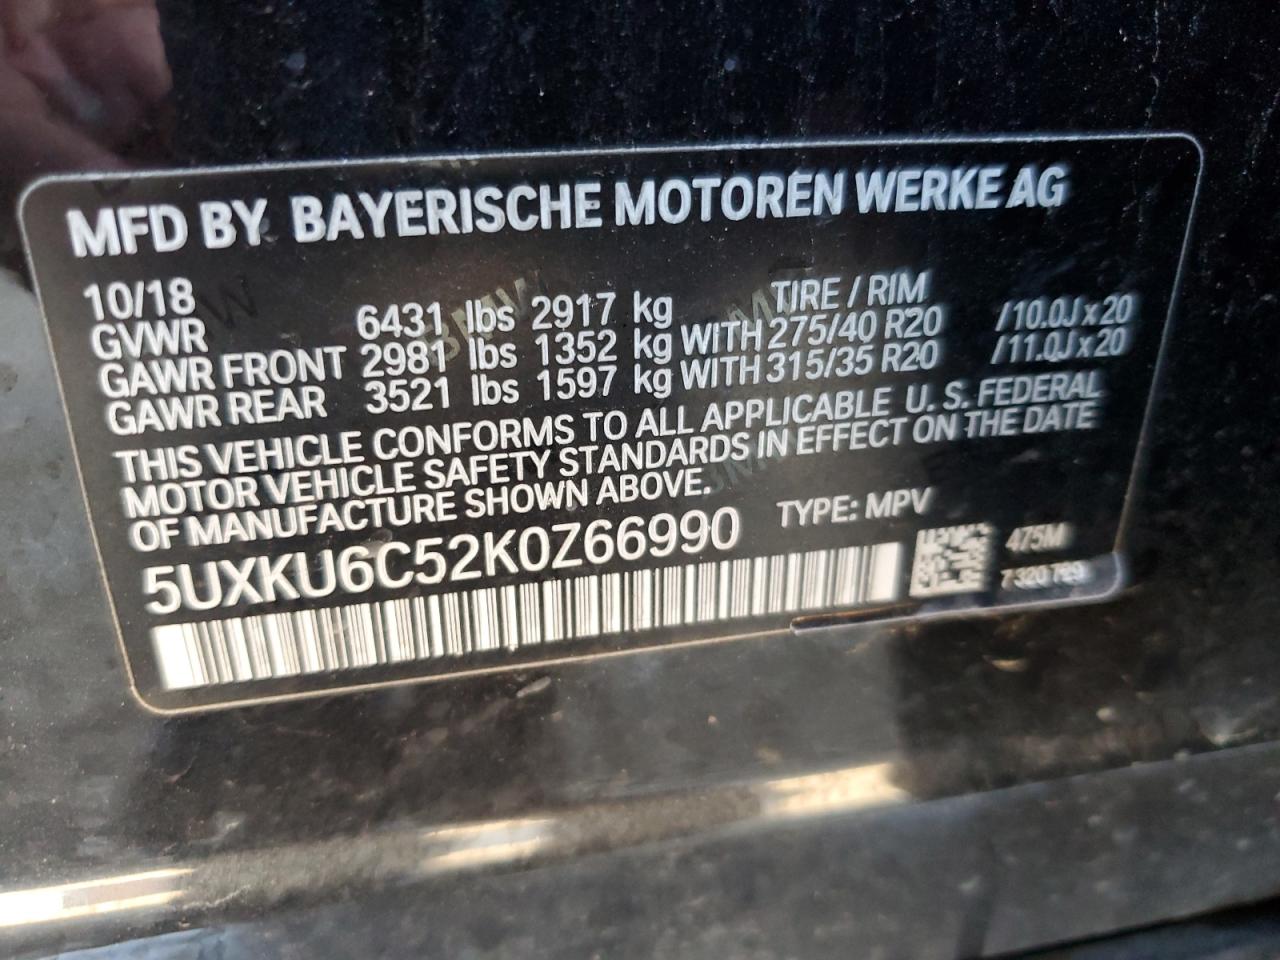 MFD BY BAYERISCHE MOTOREN WERKE AG
10/18 TIRE / RIM
GVWR 6431 lbs 2917 kg
GAWR FRONT 2981 lbs 1352 kg WITH 275/40 R20 /10.0J x 20
GAWR REAR 3521 lbs 1597 kg WITH 315/35 R20 /11.0J x 20
THIS VEHICLE CONFORMS TO ALL APPLICABLE U. S. FEDERAL
MOTOR VEHICLE SAFETY STANDARDS IN EFFECT ON THE DATE
OF MANUFACTURE SHOWN ABOVE.
5UXKU6C52K0Z66990 TYPE: MPV
475M
7320789